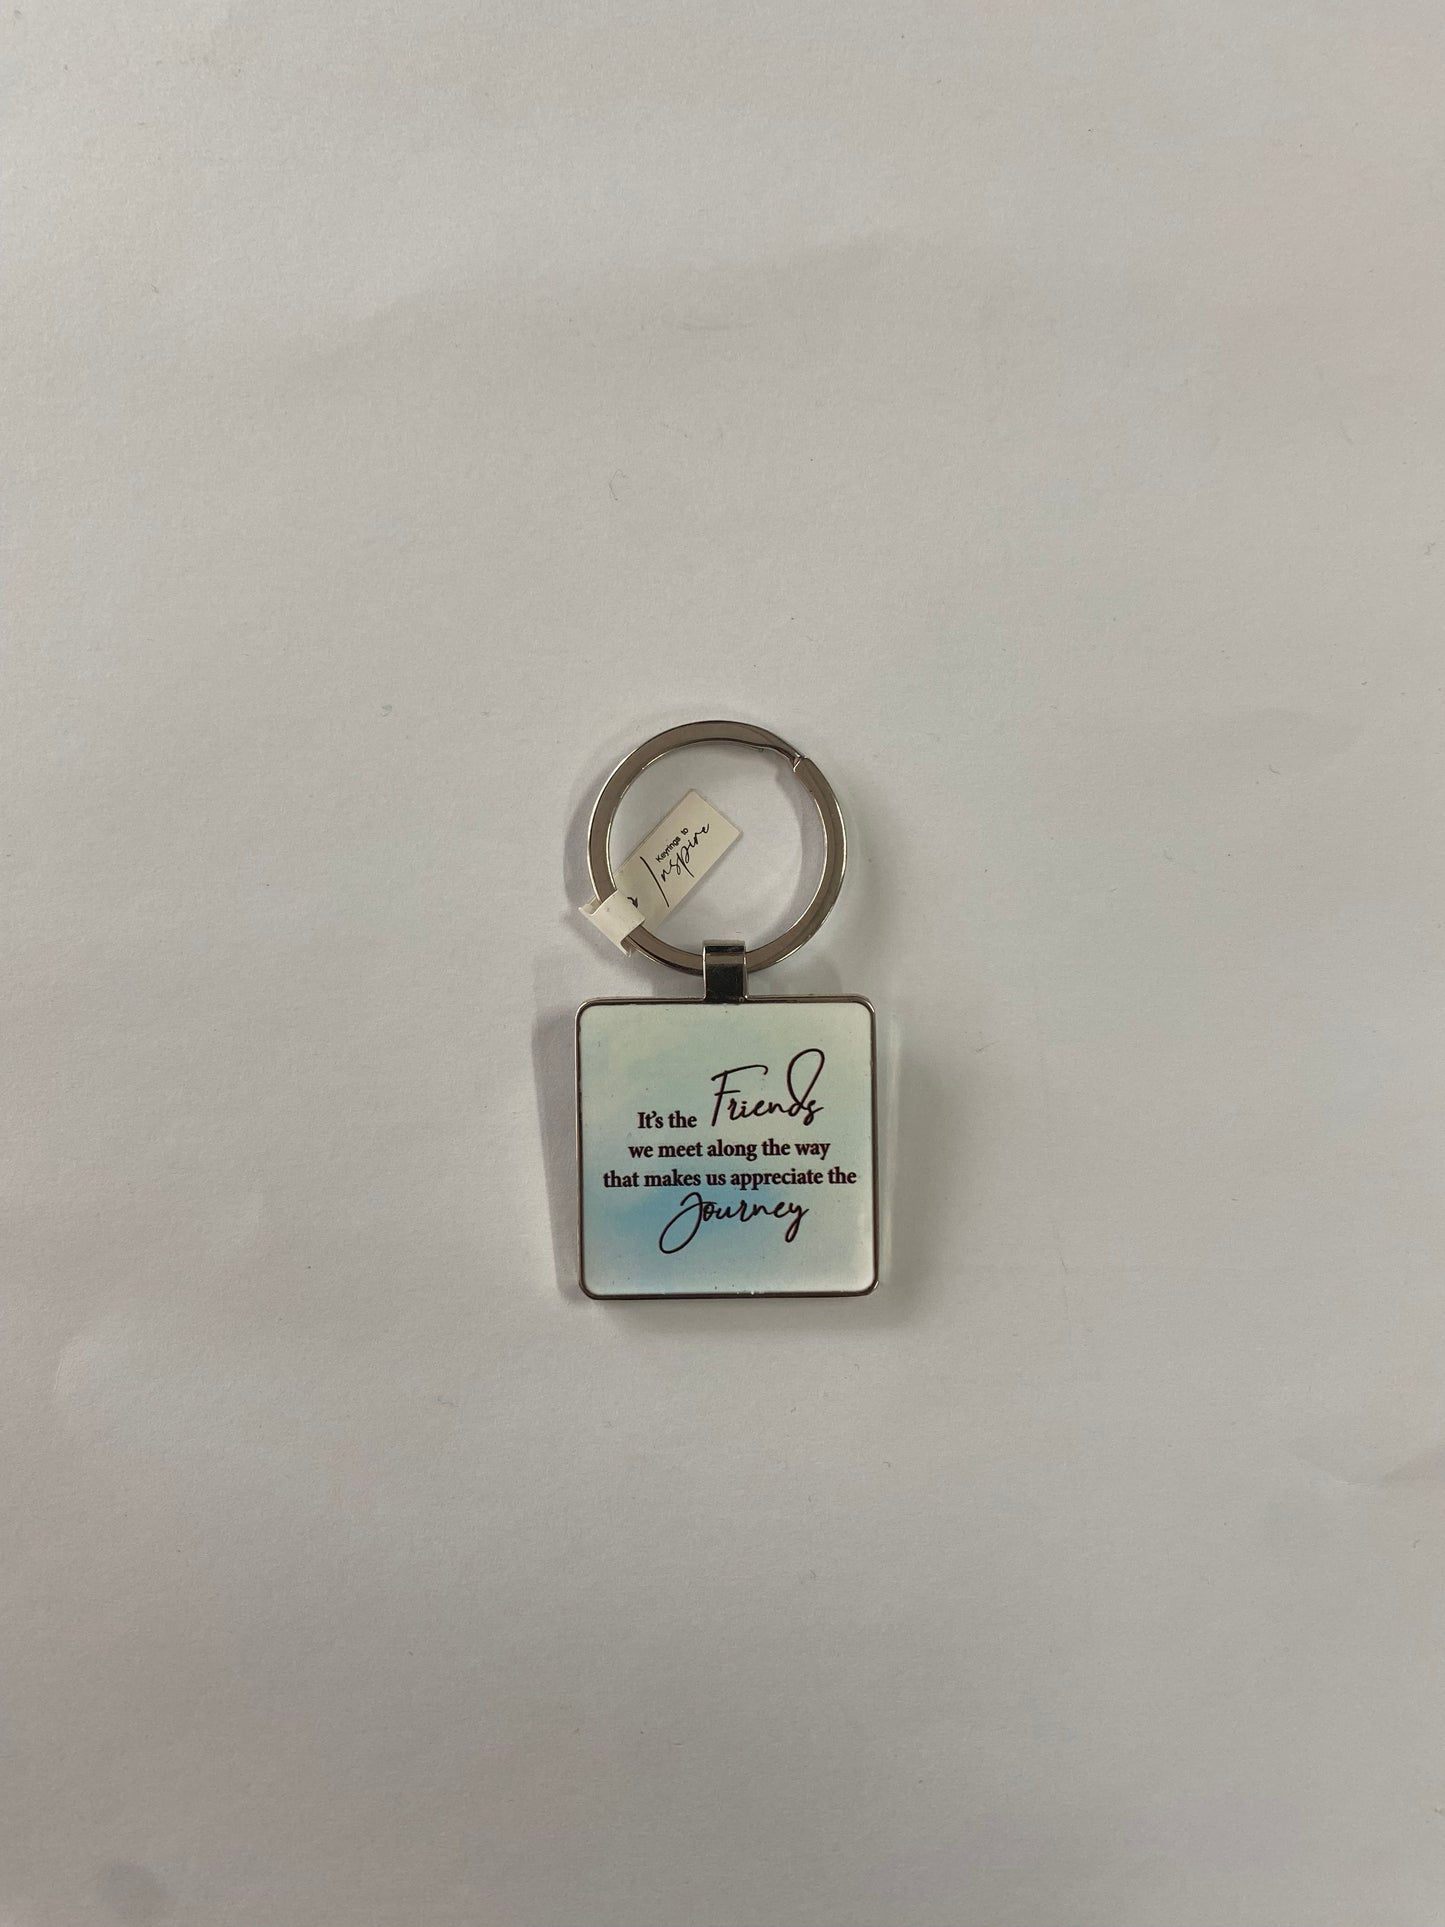 Keyrings to
Inspire
It's the Friends
we meet along the way
that makes us appreciate the
Journey